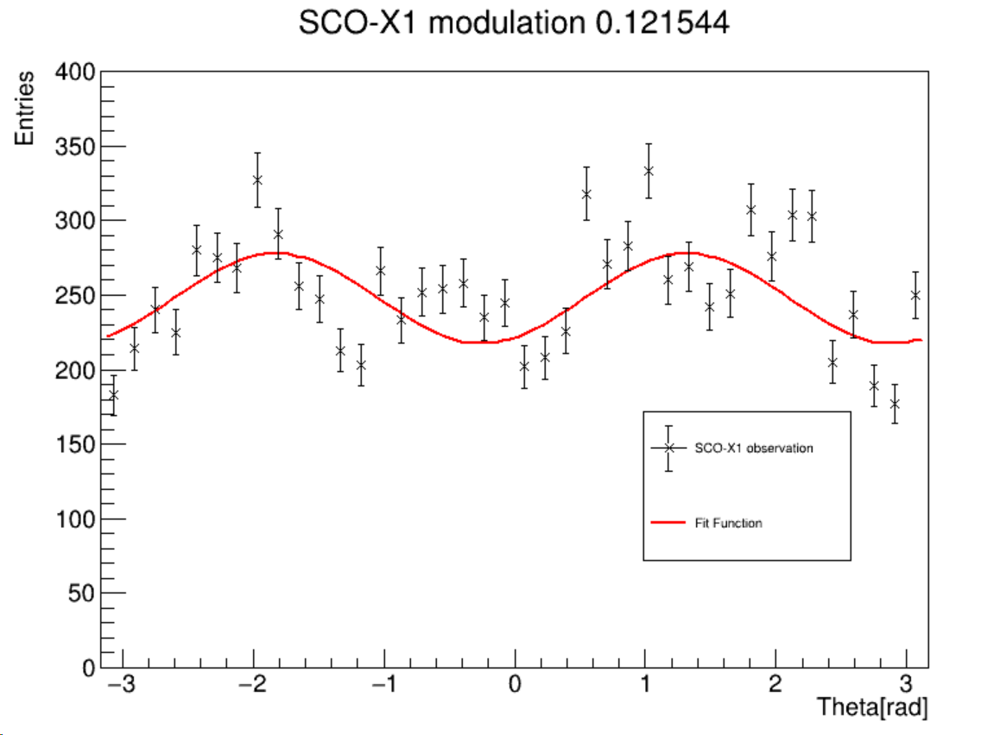 SCO-X1 modulation 0.121544
Entries
400
350
300
250
200
150
100
50
0
SCO-X1 observation
Fit Function
−3 −2 −1 0 1 2 3
Theta[rad]